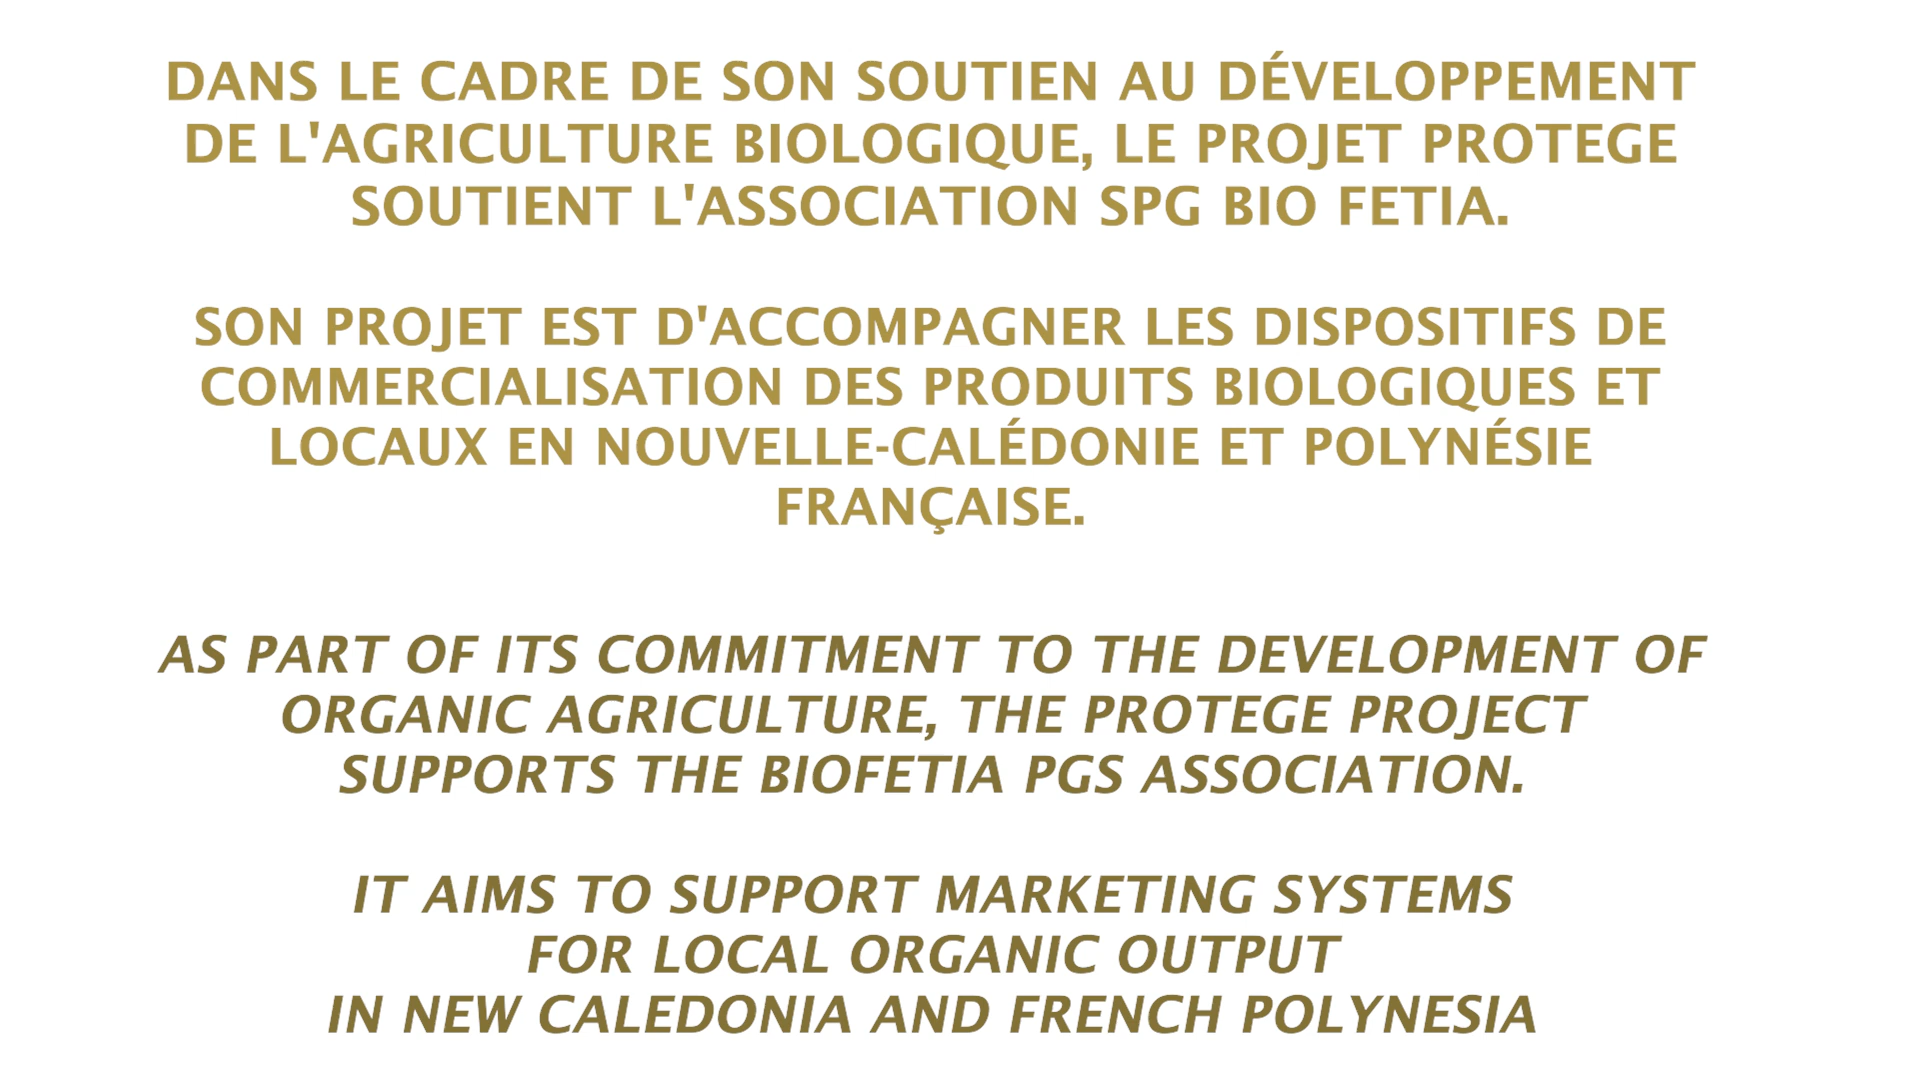 DANS LE CADRE DE SON SOUTIEN AU DÉVELOPPEMENT
DE L'AGRICULTURE BIOLOGIQUE, LE PROJET PROTEGE
SOUTIENT L'ASSOCIATION SPG BIO FETIA.
SON PROJET EST D'ACCOMPAGNER LES DISPOSITIFS DE
COMMERCIALISATION DES PRODUITS BIOLOGIQUES ET
LOCAUX EN NOUVELLE-CALÉDONIE ET POLYNÉSIE
FRANÇAISE.
AS PART OF ITS COMMITMENT TO THE DEVELOPMENT OF
ORGANIC AGRICULTURE, THE PROTEGE PROJECT
SUPPORTS THE BIOFETIA PGS ASSOCIATION.
IT AIMS TO SUPPORT MARKETING SYSTEMS
FOR LOCAL ORGANIC OUTPUT
IN NEW CALEDONIA AND FRENCH POLYNESIA